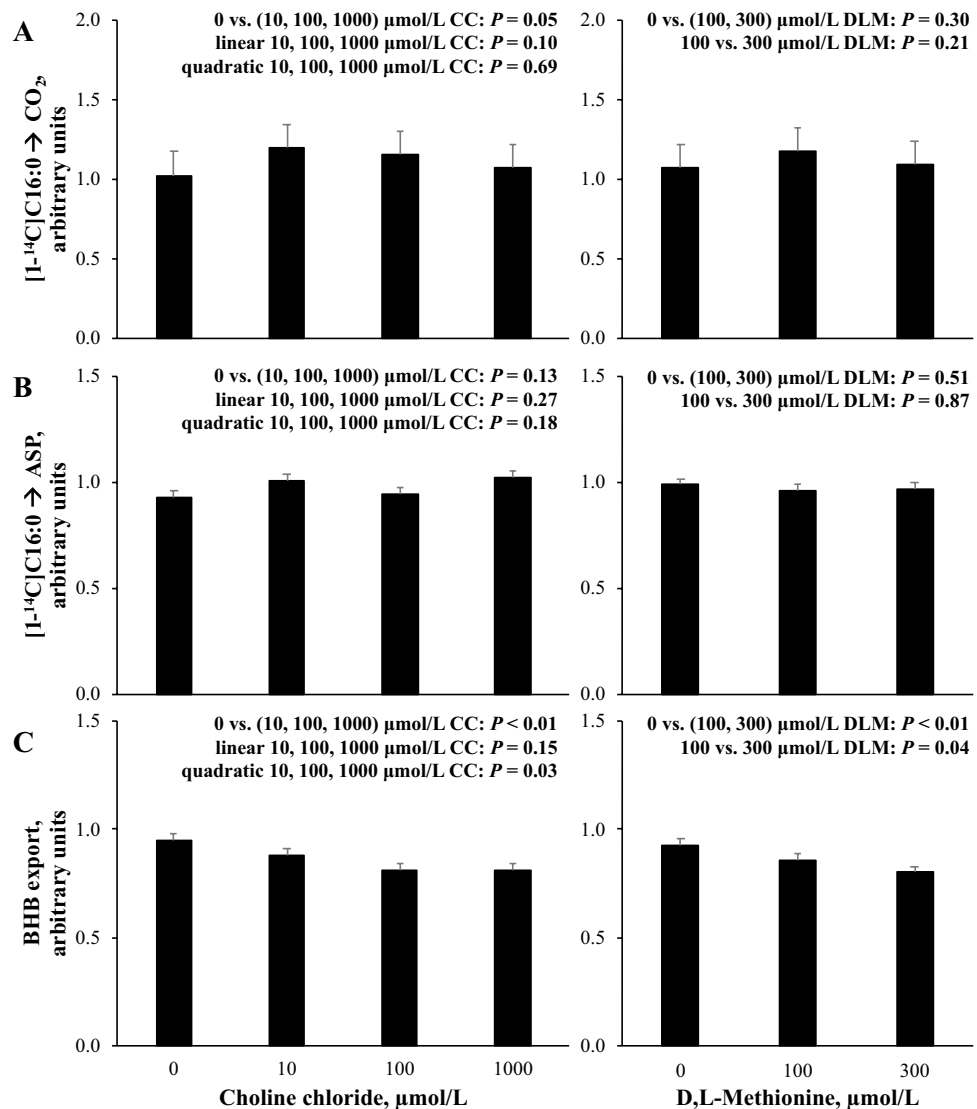 A
[1-¹⁴C]C16:0 → CO₂,
arbitrary units
2.0
1.5
1.0
0.5
0.0
0 vs. (10, 100, 1000) µmol/L CC: P = 0.05
linear 10, 100, 1000 µmol/L CC: P = 0.10
quadratic 10, 100, 1000 µmol/L CC: P = 0.69
2.0
1.5
1.0
0.5
0.0
0 vs. (100, 300) µmol/L DLM: P = 0.30
100 vs. 300 µmol/L DLM: P = 0.21
B
[1-¹⁴C]C16:0 → ASP,
arbitrary units
1.5
1.0
0.5
0.0
0 vs. (10, 100, 1000) µmol/L CC: P = 0.13
linear 10, 100, 1000 µmol/L CC: P = 0.27
quadratic 10, 100, 1000 µmol/L CC: P = 0.18
1.5
1.0
0.5
0.0
0 vs. (100, 300) µmol/L DLM: P = 0.51
100 vs. 300 µmol/L DLM: P = 0.87
C
BHB export,
arbitrary units
1.5
1.0
0.5
0.0
0 vs. (10, 100, 1000) µmol/L CC: P < 0.01
linear 10, 100, 1000 µmol/L CC: P = 0.15
quadratic 10, 100, 1000 µmol/L CC: P = 0.03
0 10 100 1000
Choline chloride, µmol/L
1.5
1.0
0.5
0.0
0 vs. (100, 300) µmol/L DLM: P < 0.01
100 vs. 300 µmol/L DLM: P = 0.04
0 100 300
D,L-Methionine, µmol/L